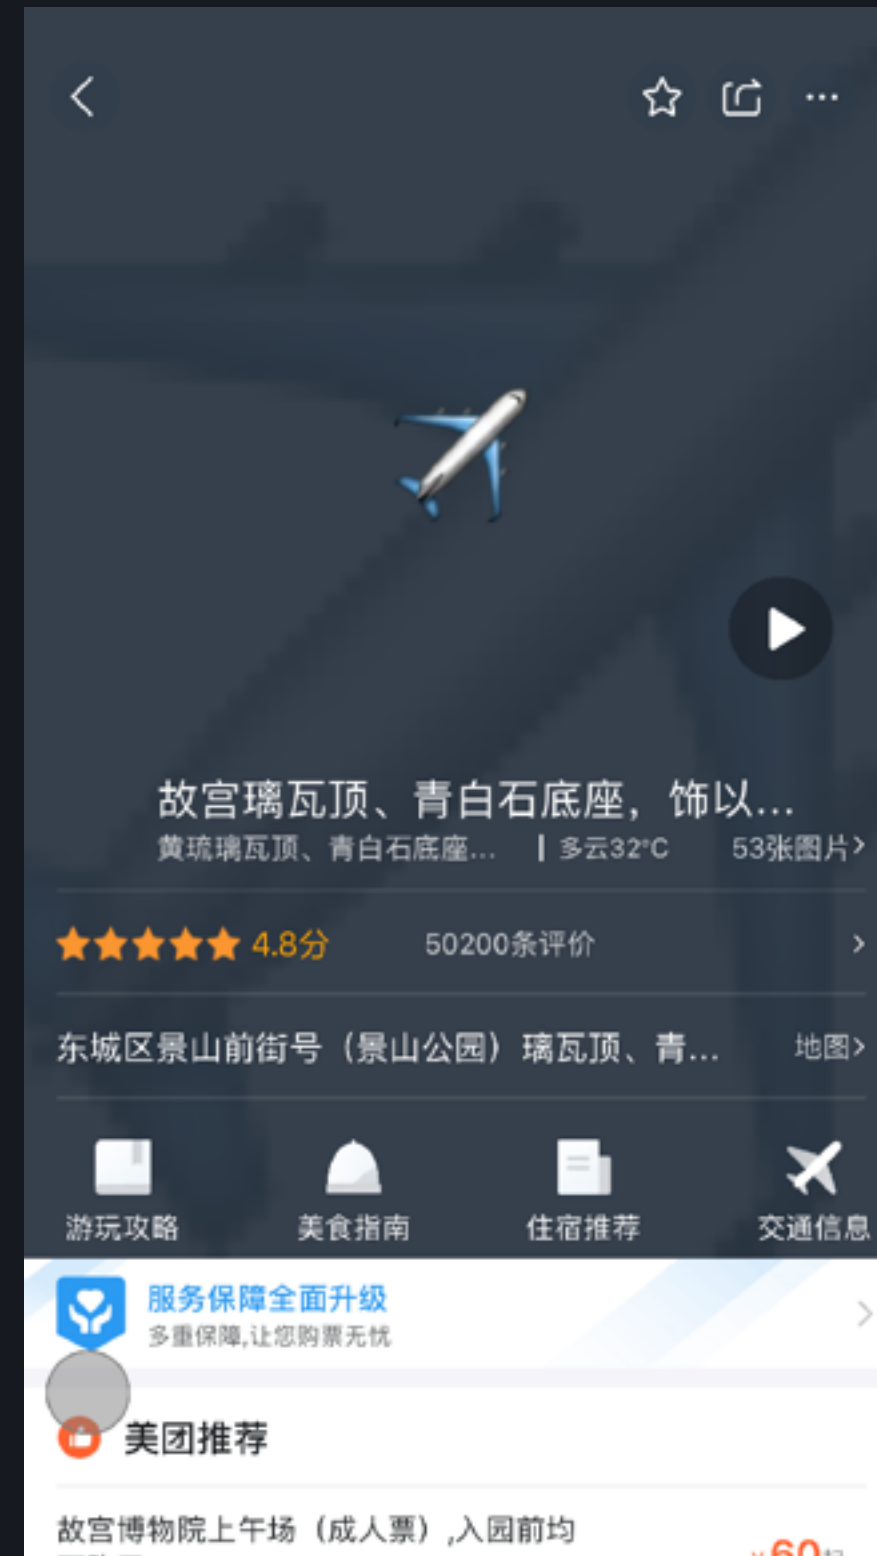 故宫璃瓦顶、青白石底座，饰以...
黄琉璃瓦顶、青白石底座... | 多云32°C 53张图片>
4.8分 50200条评价 >
东城区景山前街号（景山公园）璃瓦顶、青... 地图>
游玩攻略 美食指南 住宿推荐 交通信息
服务保障全面升级
多重保障,让您购票无忧
美团推荐
故宫博物院上午场（成人票）,入园前均
¥60起